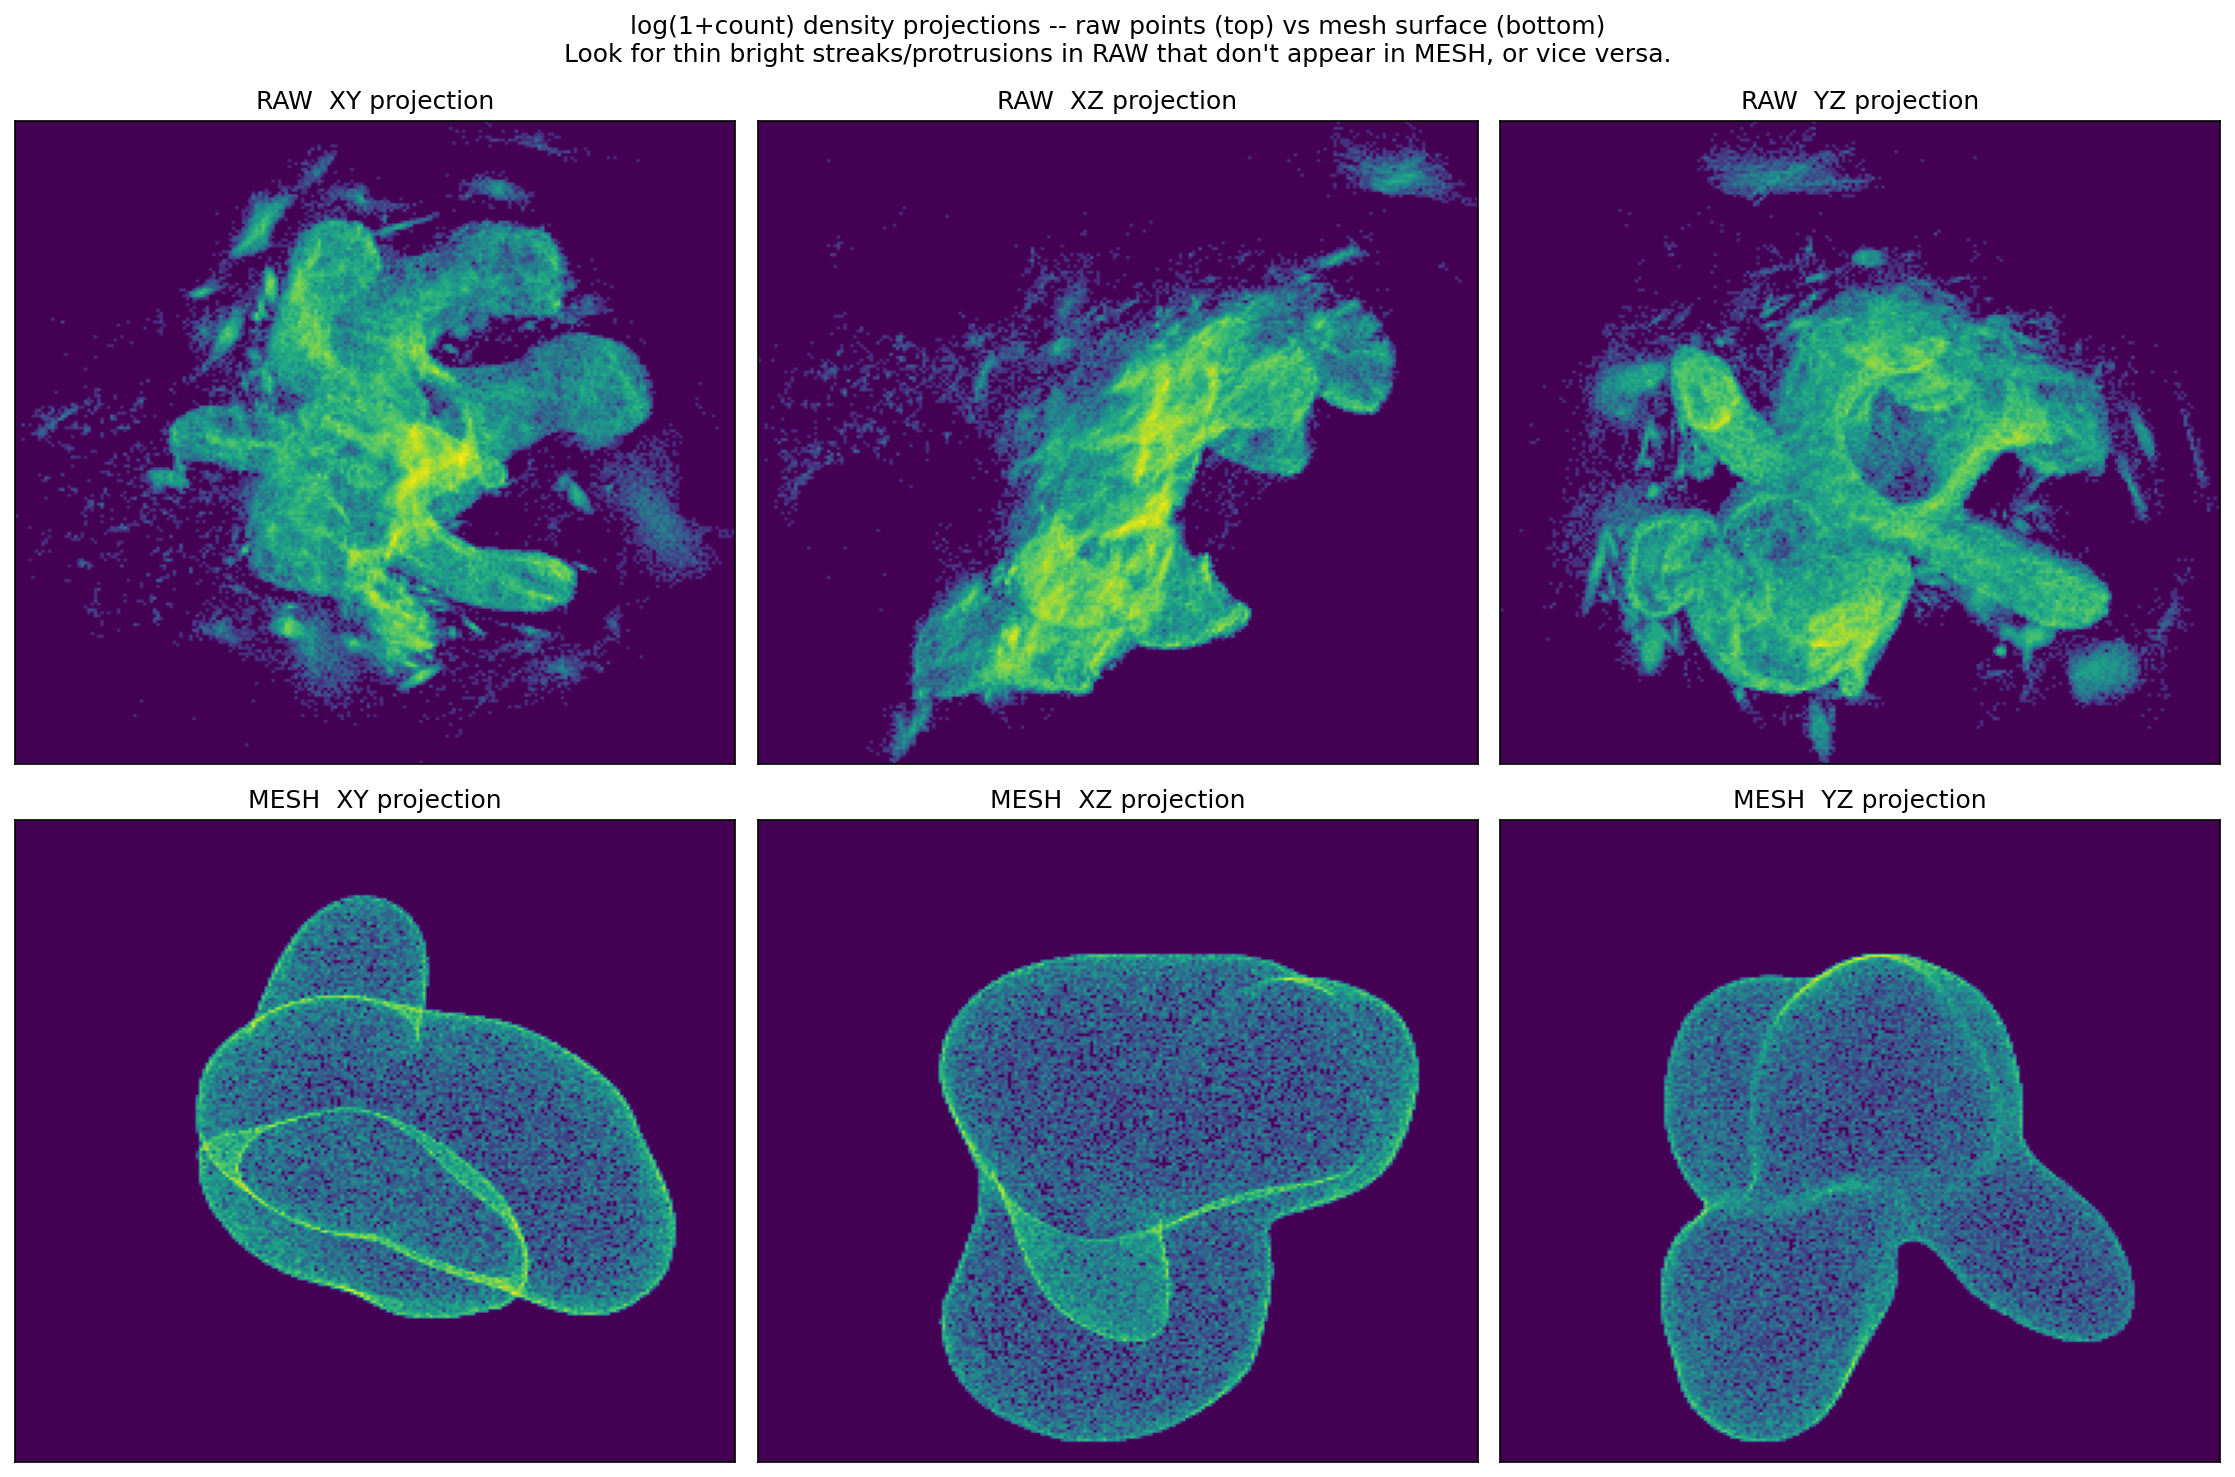 log(1+count) density projections -- raw points (top) vs mesh surface (bottom)
Look for thin bright streaks/protrusions in RAW that don't appear in MESH, or vice versa.
RAW  XY projection
RAW  XZ projection
RAW  YZ projection
MESH  XY projection
MESH  XZ projection
MESH  YZ projection